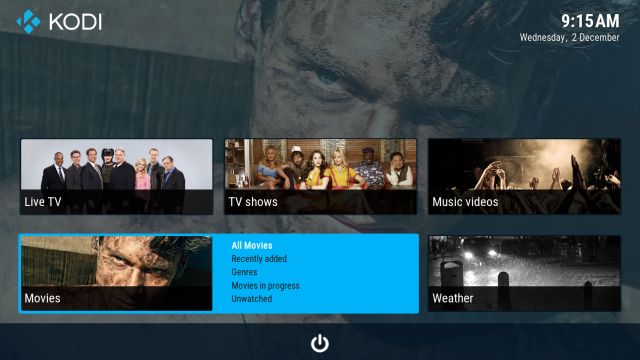 KODI
9:15AM
Wednesday, 2 December
Live TV
TV shows
Music videos
Movies
All Movies
Recently added
Genres
Movies in progress
Unwatched
Weather